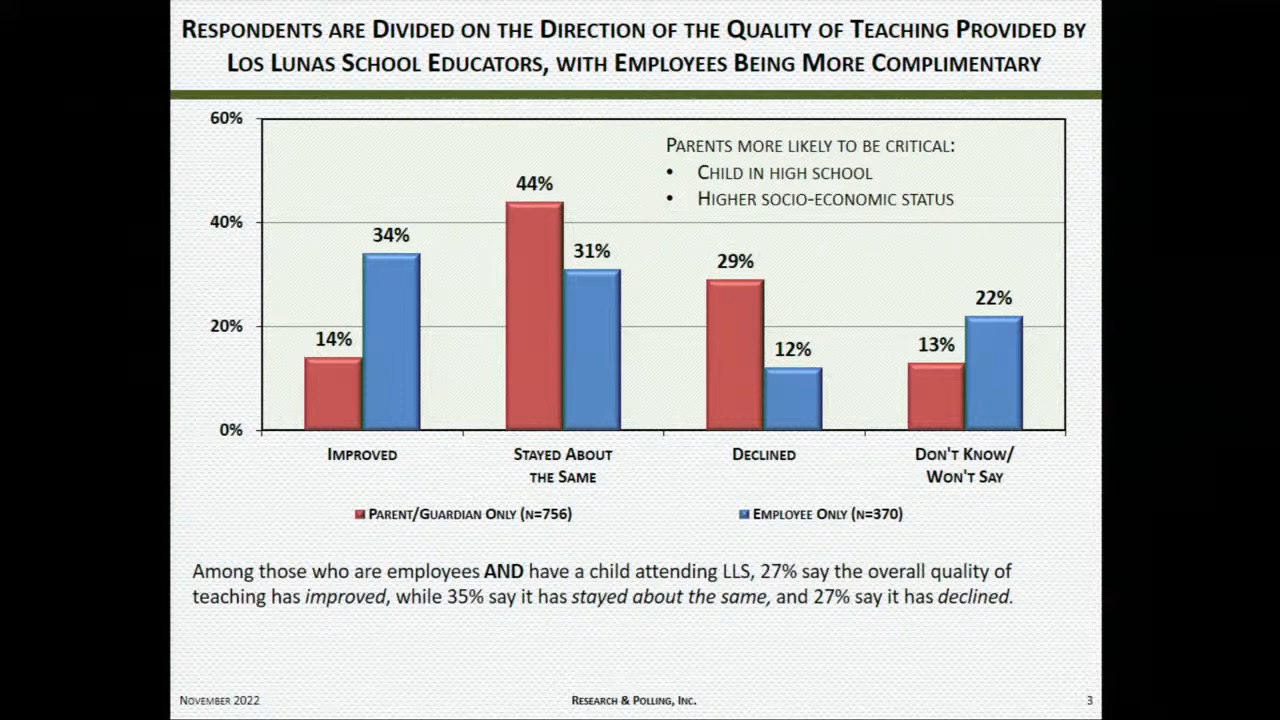 Respondents are Divided on the Direction of the Quality of Teaching Provided by
Los Lunas School Educators, with Employees Being More Complimentary
60%
40%
20%
0%
Parents more likely to be critical:
• Child in high school
• Higher socio-economic status
14%
34%
44%
31%
29%
12%
13%
22%
Improved
Stayed About
the Same
Declined
Don't Know/
Won't Say
Parent/Guardian Only (n=756)
Employee Only (n=370)
Among those who are employees AND have a child attending LLS, 27% say the overall quality of
teaching has improved, while 35% say it has stayed about the same, and 27% say it has declined.
November 2022
Research & Polling, Inc.
3